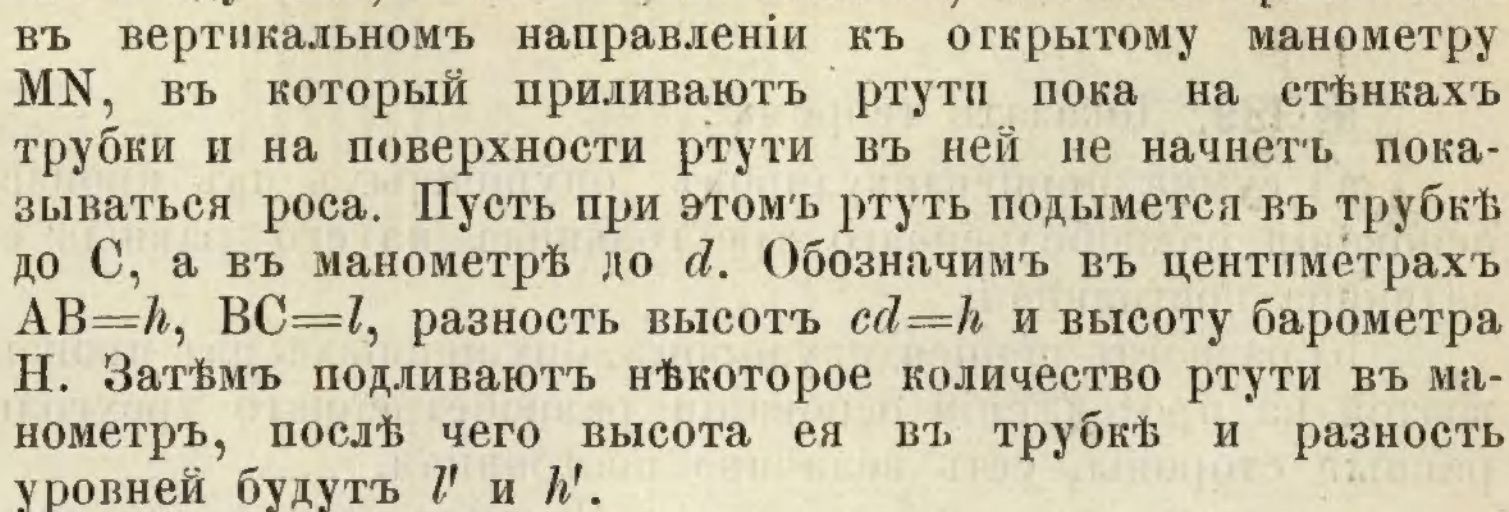 въ вертикальномъ направленіи къ открытому манометру
MN, въ который приливаютъ ртути пока на стѣнкахъ
трубки и на поверхности ртути въ ней не начнетъ пока-
зываться роса. Пусть при этомъ ртуть подымется въ трубкѣ
до C, а въ манометрѣ до d. Обозначимъ въ центиметрахъ
AB=h, BC=l, разность высотъ cd=h и высоту барометра
H. Затѣмъ подливаютъ нѣкоторое количество ртути въ ма-
нометръ, послѣ чего высота ея въ трубкѣ и разность
уровней будутъ l' и h'.